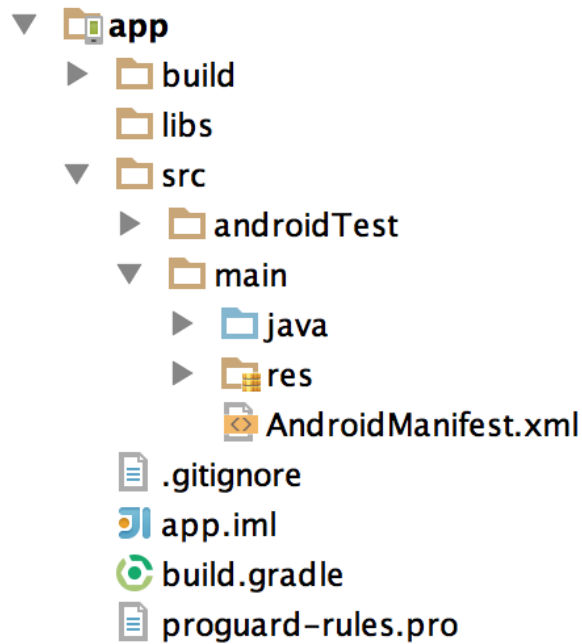 app
build
libs
src
androidTest
main
java
res
AndroidManifest.xml
.gitignore
app.iml
build.gradle
proguard-rules.pro